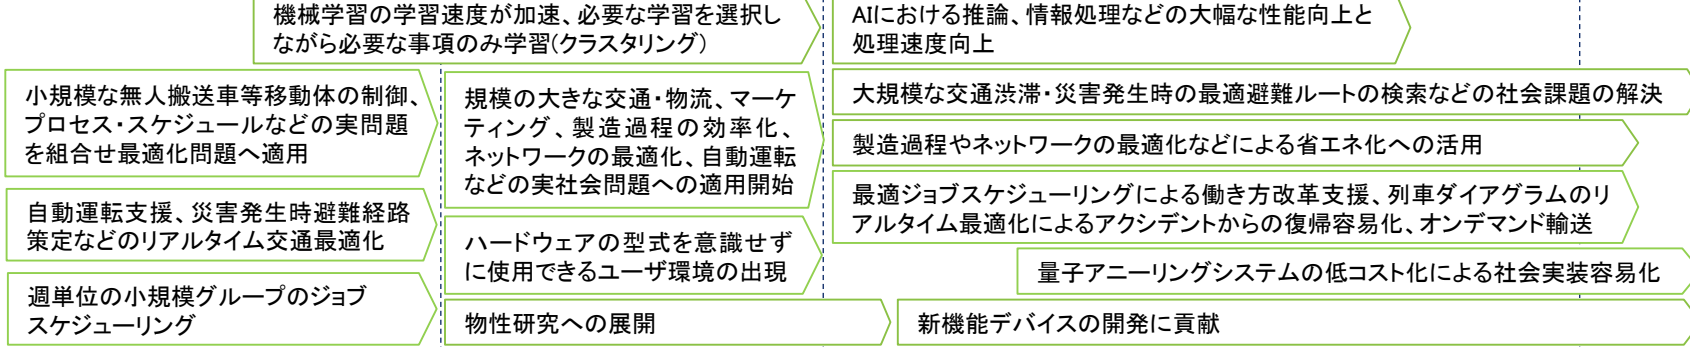 機械学習の学習速度が加速、必要な学習を選択し
ながら必要な事項のみ学習(クラスタリング)
AIにおける推論、情報処理などの大幅な性能向上と
処理速度向上
小規模な無人搬送車等移動体の制御、
プロセス・スケジュールなどの実問題
を組合せ最適化問題へ適用
規模の大きな交通・物流、マーケ
ティング、製造過程の効率化、
ネットワークの最適化、自動運転
などの実社会問題への適用開始
大規模な交通渋滞・災害発生時の最適避難ルートの検索などの社会課題の解決
製造過程やネットワークの最適化などによる省エネ化への活用
最適ジョブスケジューリングによる働き方改革支援、列車ダイアグラムのリ
アルタイム最適化によるアクシデントからの復帰容易化、オンデマンド輸送
自動運転支援、災害発生時避難経路
策定などのリアルタイム交通最適化
ハードウェアの型式を意識せず
に使用できるユーザ環境の出現
量子アニーリングシステムの低コスト化による社会実装容易化
週単位の小規模グループのジョブ
スケジューリング
物性研究への展開
新機能デバイスの開発に貢献